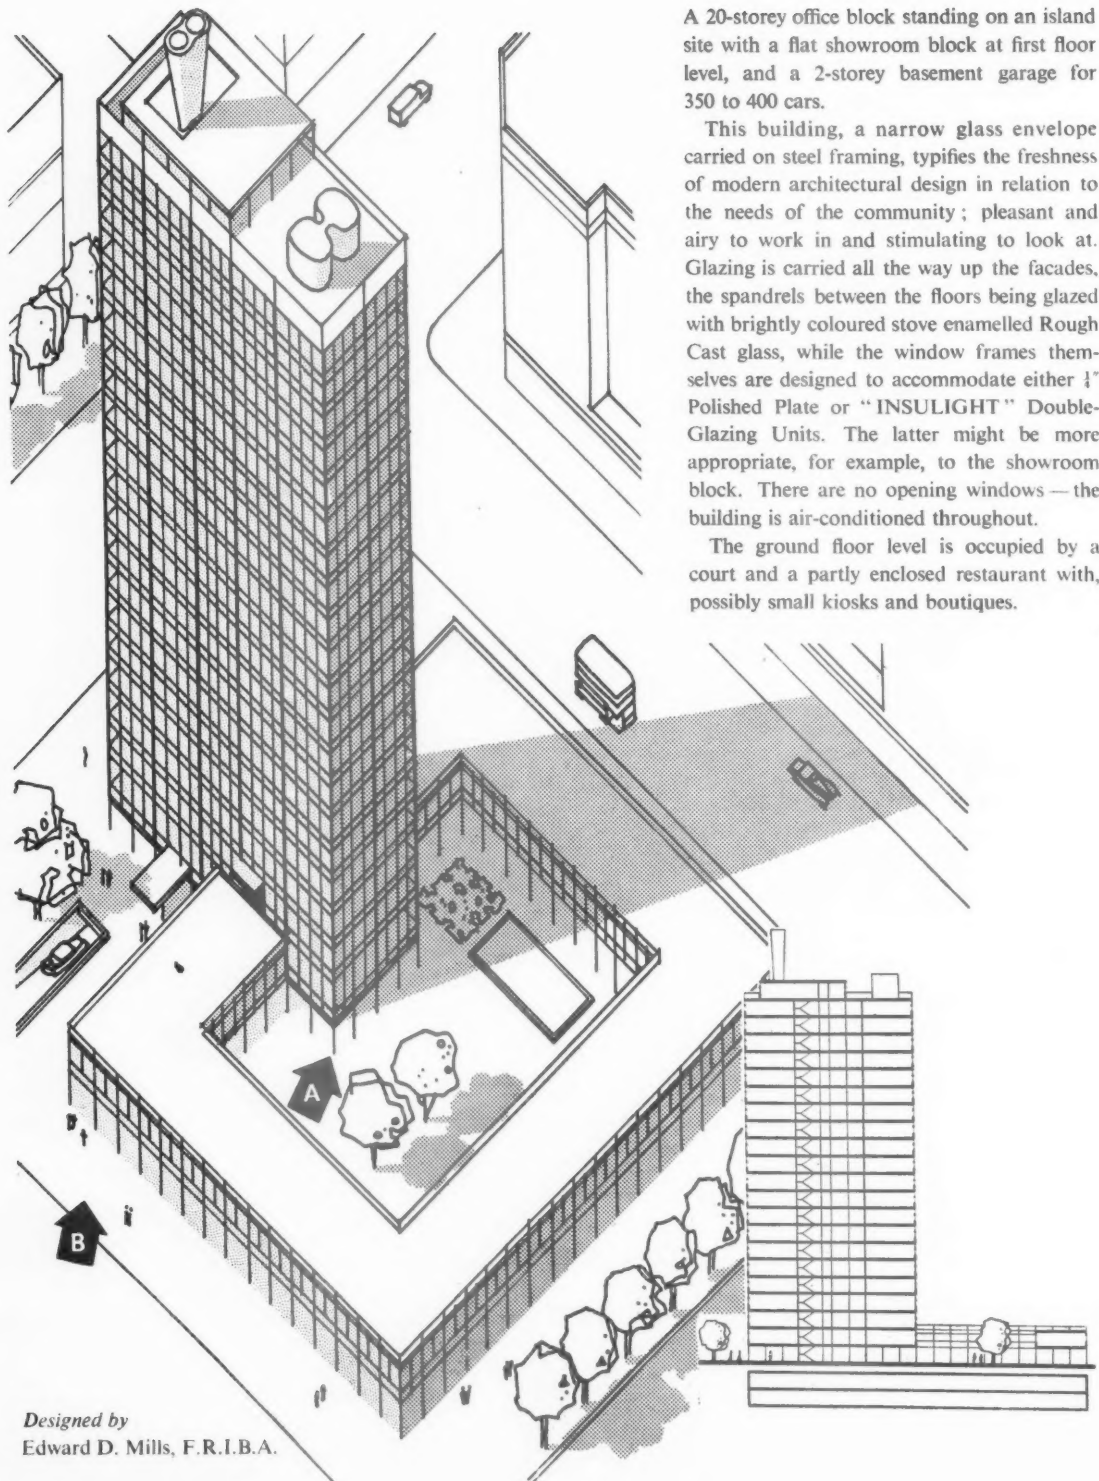 A 20-storey office block standing on an island
site with a flat showroom block at first floor
level, and a 2-storey basement garage for
350 to 400 cars.
This building, a narrow glass envelope
carried on steel framing, typifies the freshness
of modern architectural design in relation to
the needs of the community; pleasant and
airy to work in and stimulating to look at.
Glazing is carried all the way up the facades,
the spandrels between the floors being glazed
with brightly coloured stove enamelled Rough
Cast glass, while the window frames them-
selves are designed to accommodate either ¼"
Polished Plate or "INSULIGHT" Double-
Glazing Units. The latter might be more
appropriate, for example, to the showroom
block. There are no opening windows — the
building is air-conditioned throughout.
The ground floor level is occupied by a
court and a partly enclosed restaurant with,
possibly small kiosks and boutiques.
A
B
Designed by
Edward D. Mills, F.R.I.B.A.